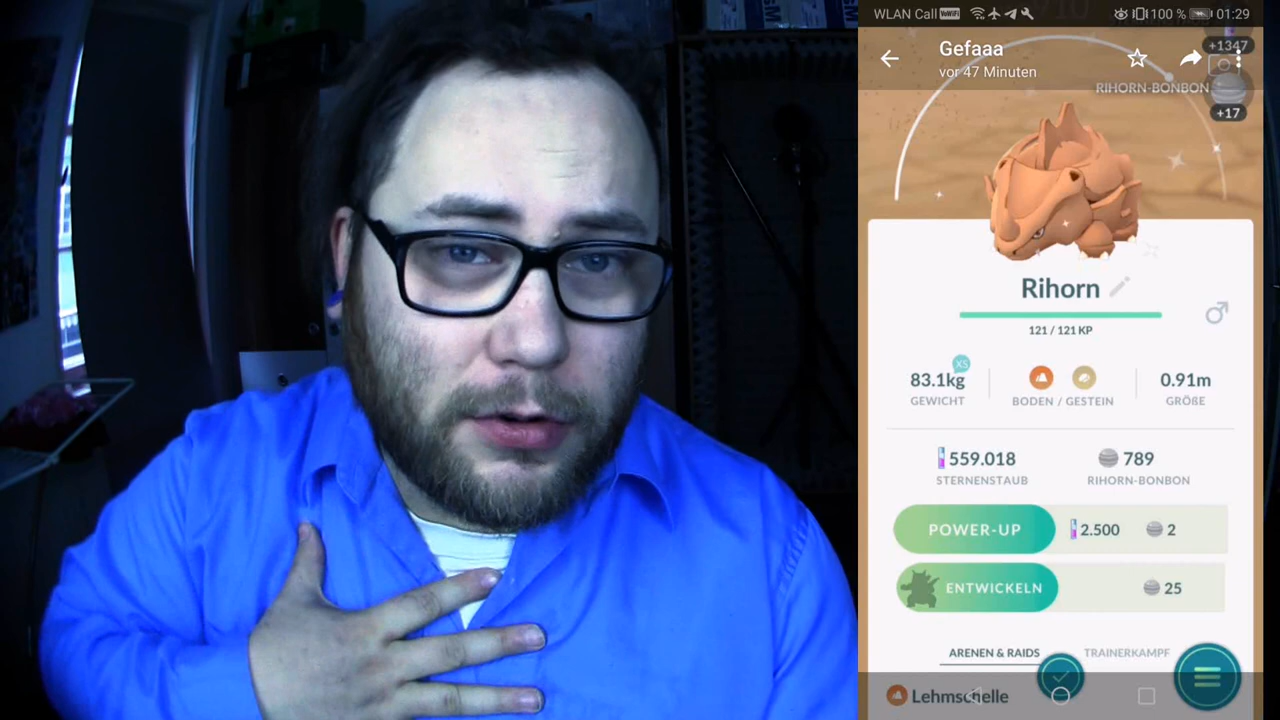 WLAN Call VoWiFi 100 % 01:29
Gefaaa
vor 47 Minuten
+1347
RIHORN-BONBON
+17
Rihorn
121 / 121 KP
XS
83.1kg
GEWICHT
BODEN / GESTEIN
0.91m
GRÖßE
559.018
STERNENSTAUB
789
RIHORN-BONBON
POWER-UP 2.500 2
ENTWICKELN 25
ARENEN & RAIDS TRAINERKAMPF
Lehmschelle